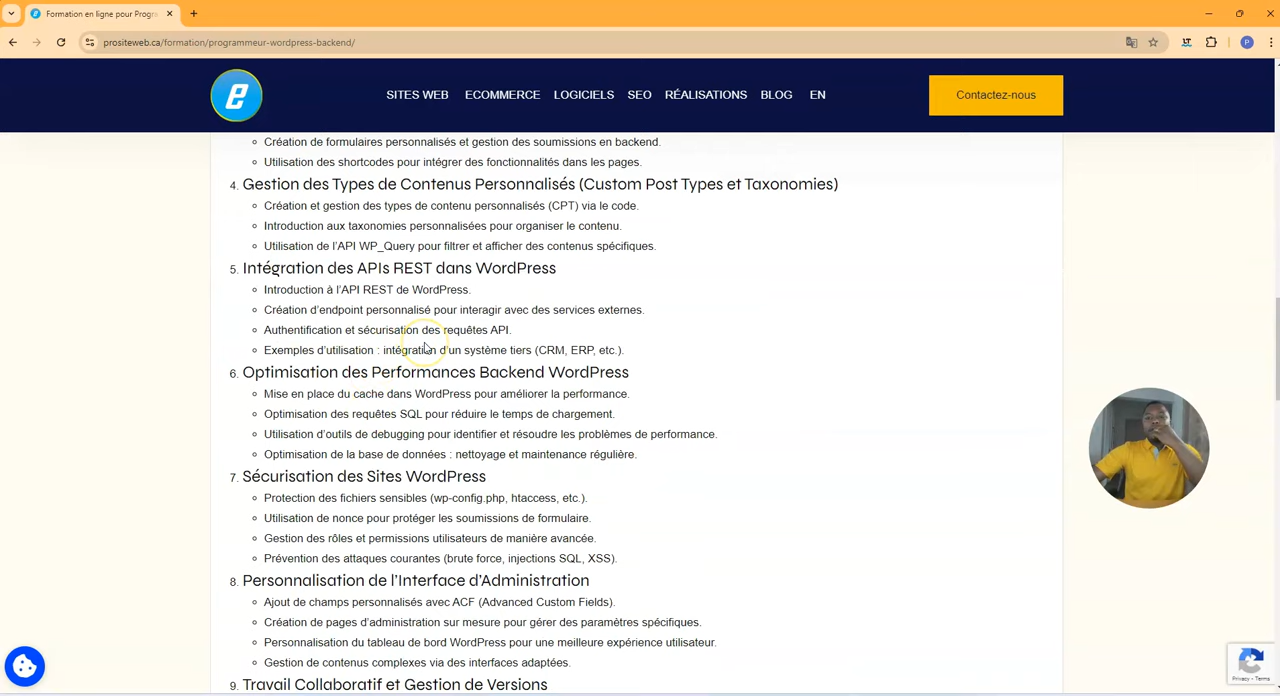 Formation en ligne pour Progr
prositeweb.ca/formation/programmeur-wordpress-backend/
LT
P
e
SITES WEB ECOMMERCE LOGICIELS SEO RÉALISATIONS BLOG EN
Contactez-nous
Création de formulaires personnalisés et gestion des soumissions en backend.
Utilisation des shortcodes pour intégrer des fonctionnalités dans les pages.
4. Gestion des Types de Contenus Personnalisés (Custom Post Types et Taxonomies)
Création et gestion des types de contenu personnalisés (CPT) via le code.
Introduction aux taxonomies personnalisées pour organiser le contenu.
Utilisation de l’API WP_Query pour filtrer et afficher des contenus spécifiques.
5. Intégration des APIs REST dans WordPress
Introduction à l’API REST de WordPress.
Création d’endpoint personnalisé pour interagir avec des services externes.
Authentification et sécurisation des requêtes API.
Exemples d’utilisation : intégration d’un système tiers (CRM, ERP, etc.).
6. Optimisation des Performances Backend WordPress
Mise en place du cache dans WordPress pour améliorer la performance.
Optimisation des requêtes SQL pour réduire le temps de chargement.
Utilisation d’outils de debugging pour identifier et résoudre les problèmes de performance.
Optimisation de la base de données : nettoyage et maintenance régulière.
7. Sécurisation des Sites WordPress
Protection des fichiers sensibles (wp-config.php, htaccess, etc.).
Utilisation de nonce pour protéger les soumissions de formulaire.
Gestion des rôles et permissions utilisateurs de manière avancée.
Prévention des attaques courantes (brute force, injections SQL, XSS).
8. Personnalisation de l’Interface d’Administration
Ajout de champs personnalisés avec ACF (Advanced Custom Fields).
Création de pages d’administration sur mesure pour gérer des paramètres spécifiques.
Personnalisation du tableau de bord WordPress pour une meilleure expérience utilisateur.
Gestion de contenus complexes via des interfaces adaptées.
9. Travail Collaboratif et Gestion de Versions
Privacy - Terms